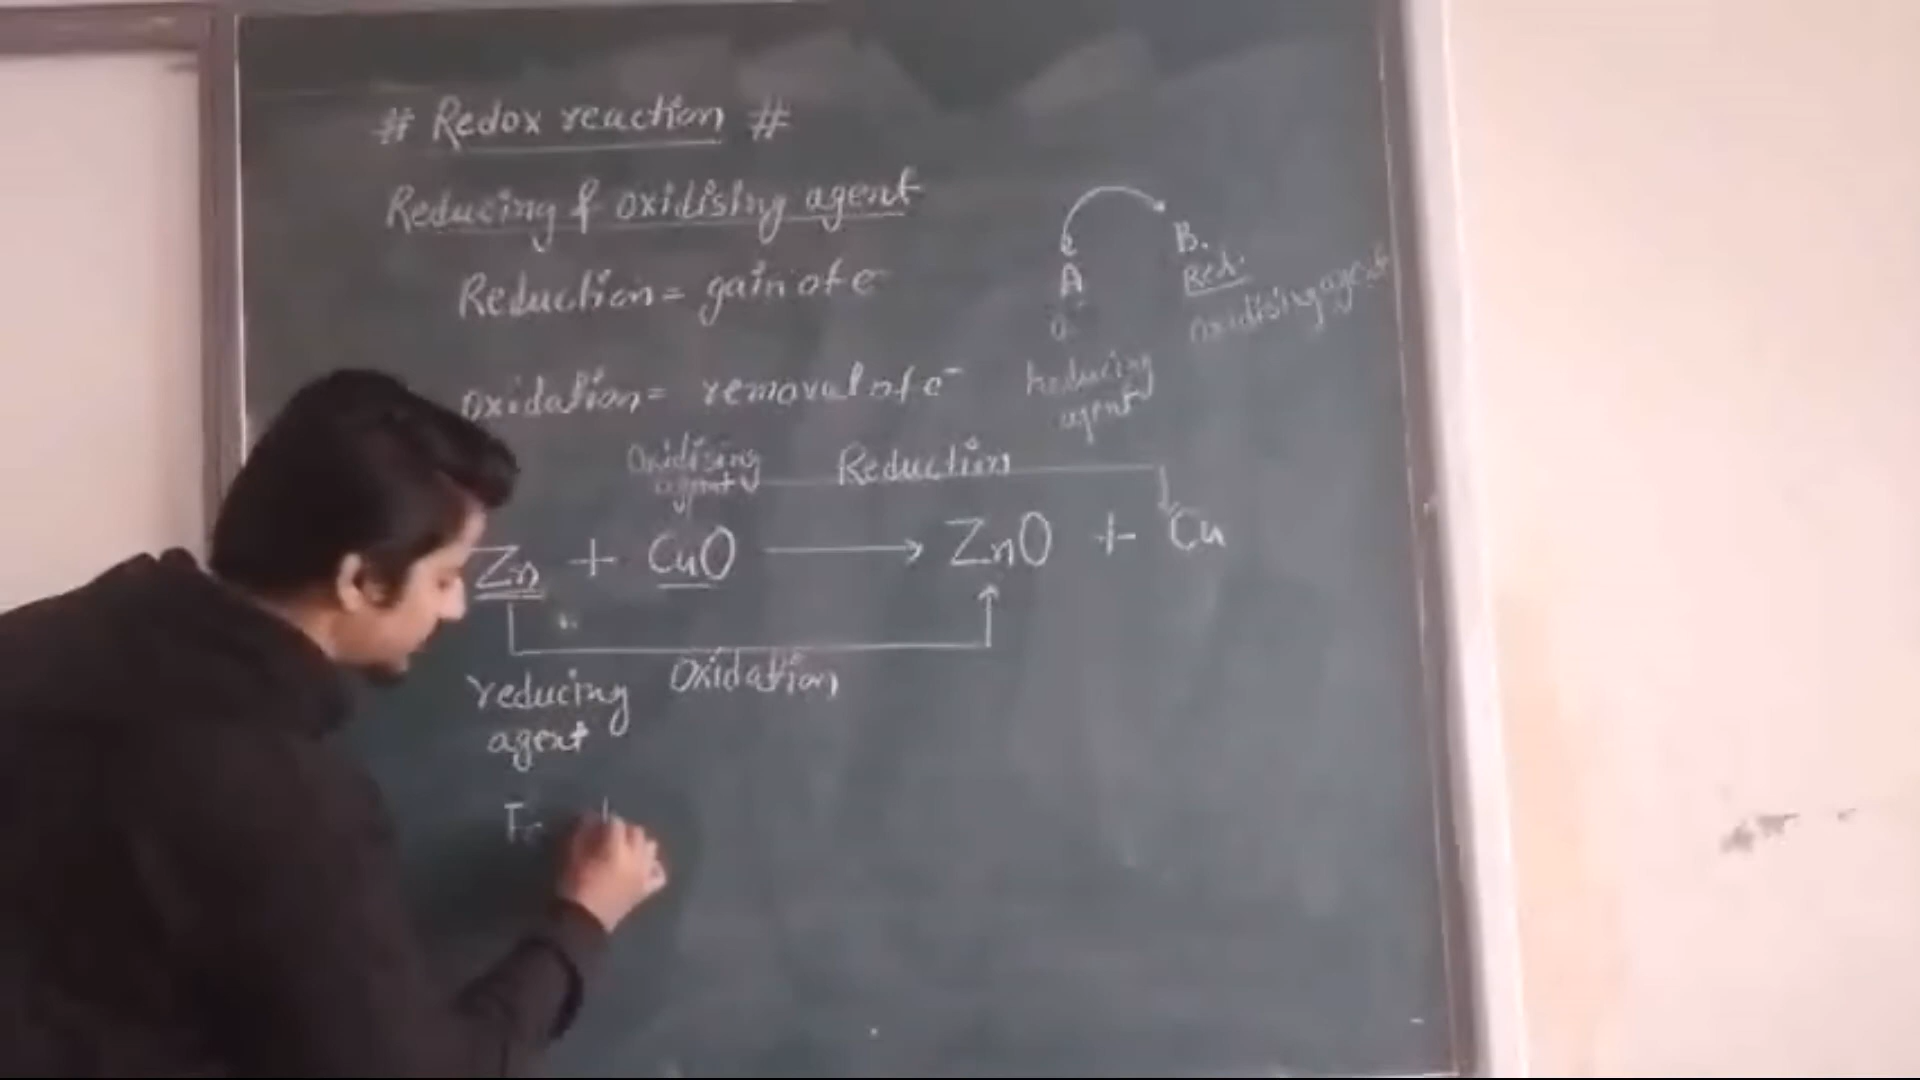 # Redox reaction #
Reducing & oxidising agent
Reduction = gain of e⁻
oxidation = removal of e⁻
e
A
B.
Red.
oxidising agent
reducing
agent
Oxidising
agent
Reduction
Zn + CuO → ZnO + Cu
Oxidation
reducing
agent